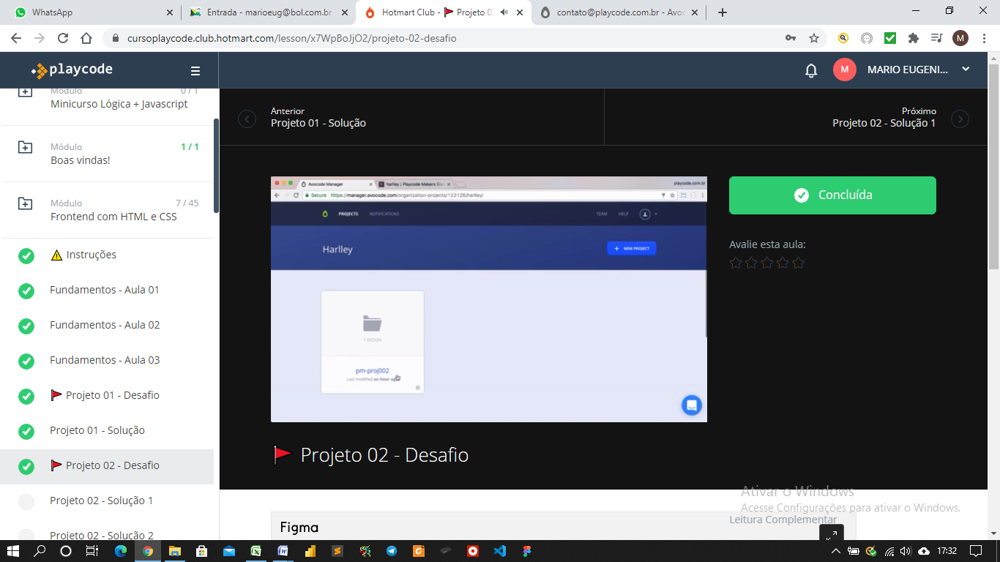 WhatsApp
Entrada - marioeug@bol.com.br
Hotmart Club - 🚩 Projeto 02
contato@playcode.com.br - Avoc
cursoplaycode.club.hotmart.com/lesson/x7WpBoJjO2/projeto-02-desafio
M
playcode
M
MARIO EUGENI...
Módulo 0 / 1
Minicurso Lógica + Javascript
Módulo 1 / 1
Boas vindas!
Módulo 7 / 45
Frontend com HTML e CSS
⚠ Instruções
Fundamentos - Aula 01
Fundamentos - Aula 02
Fundamentos - Aula 03
🚩 Projeto 01 - Desafio
Projeto 01 - Solução
🚩 Projeto 02 - Desafio
Projeto 02 - Solução 1
Projeto 02 - Solução 2
Anterior
Projeto 01 - Solução
Próximo
Projeto 02 - Solução 1
Avocode Manager
harlley | Playcode Makers Sla
playcode.com.br
Secure https://manager.avocode.com/organization-projects/123126/harlley/
PROJECTS
NOTIFICATIONS
TEAM
HELP
Harlley
+ NEW PROJECT
1 DESIGN
pm-proj002
Last modified an hour ago
Concluída
Avalie esta aula:
🚩 Projeto 02 - Desafio
Ativar o Windows
Acesse Configurações para ativar o Windows.
Leitura Complementar
Figma
17:32